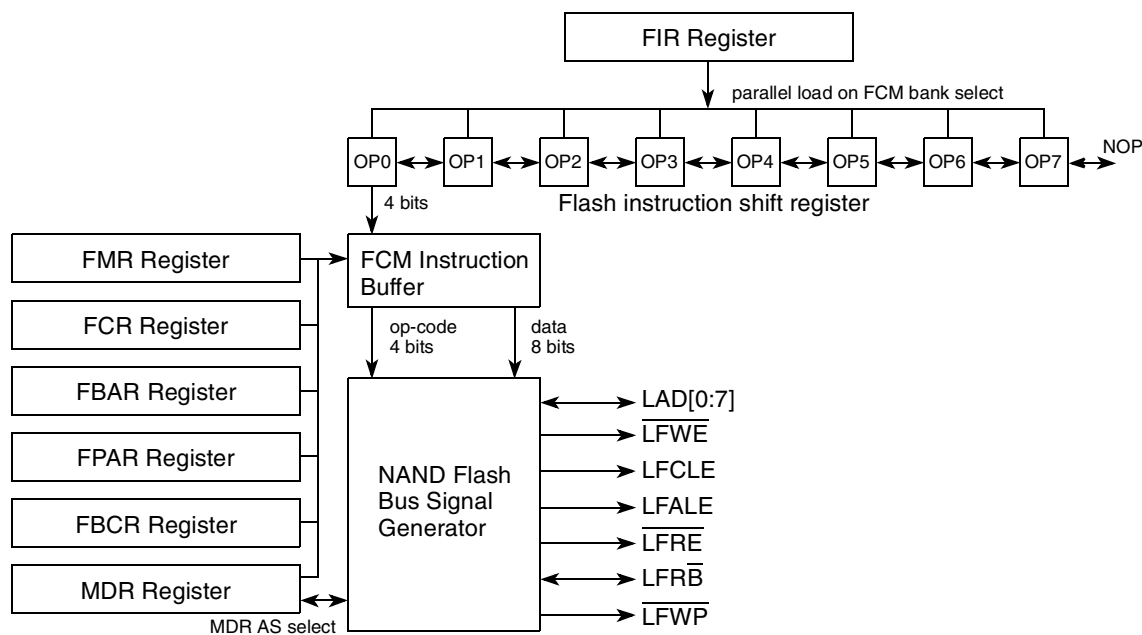 FIR Register
parallel load on FCM bank select
OP0 OP1 OP2 OP3 OP4 OP5 OP6 OP7 NOP
4 bits
Flash instruction shift register
FMR Register
FCM Instruction
Buffer
FCR Register
op-code
4 bits
data
8 bits
FBAR Register
FPAR Register
FBCR Register
MDR Register
MDR AS select
NAND Flash
Bus Signal
Generator
LAD[0:7]
L̅F̅W̅E̅
LFCLE
LFALE
L̅F̅R̅E̅
LFRB̅
L̅F̅W̅P̅